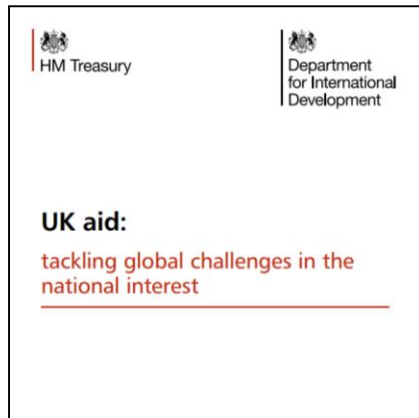 HM Treasury
Department
for International
Development
UK aid:
tackling global challenges in the
national interest